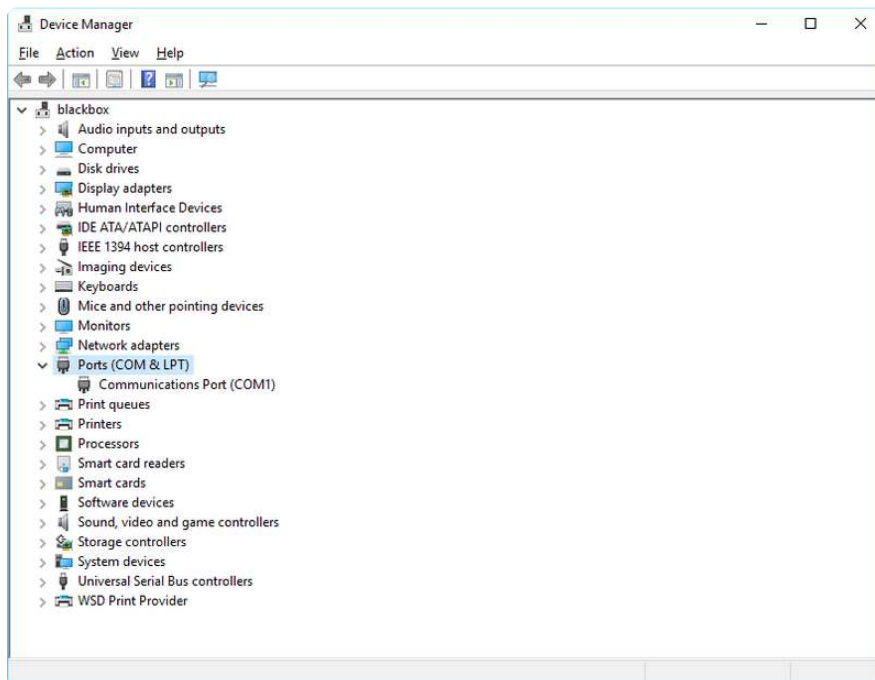 Device Manager
File Action View Help
blackbox
Audio inputs and outputs
Computer
Disk drives
Display adapters
Human Interface Devices
IDE ATA/ATAPI controllers
IEEE 1394 host controllers
Imaging devices
Keyboards
Mice and other pointing devices
Monitors
Network adapters
Ports (COM & LPT)
Communications Port (COM1)
Print queues
Printers
Processors
Smart card readers
Smart cards
Software devices
Sound, video and game controllers
Storage controllers
System devices
Universal Serial Bus controllers
WSD Print Provider